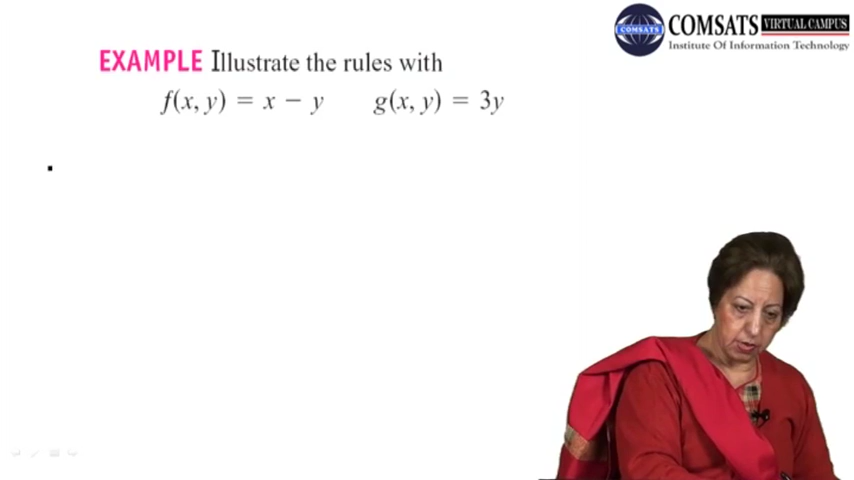 COMSATS VIRTUAL CAMPUS
Institute Of Information Technology
EXAMPLE Illustrate the rules with
f(x, y) = x − y g(x, y) = 3y
COMSATS